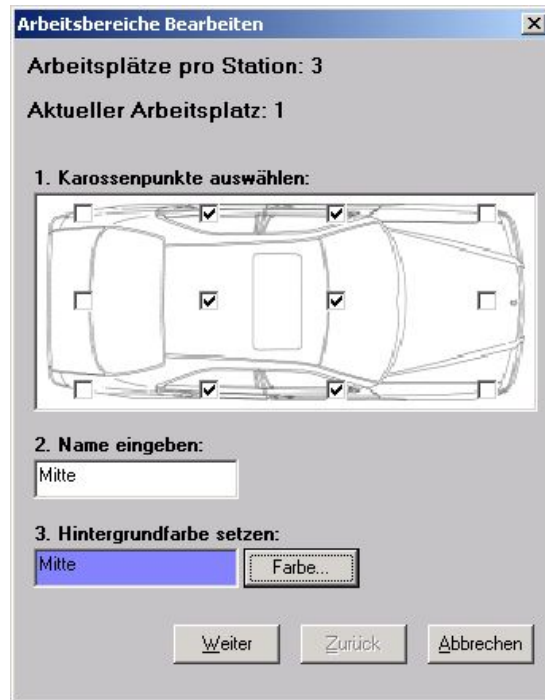 Arbeitsbereiche Bearbeiten
Arbeitsplätze pro Station: 3
Aktueller Arbeitsplatz: 1
1. Karossenpunkte auswählen:
2. Name eingeben:
Mitte
3. Hintergrundfarbe setzen:
Mitte Farbe...
Weiter Zurück Abbrechen